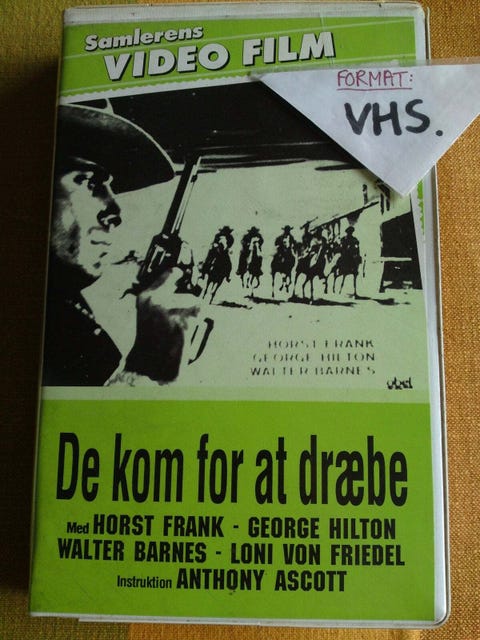 Samlerens
VIDEO FILM
FORMAT:
VHS.
HORST FRANK
GEORGE HILTON
WALTER BARNES
De kom for at dræbe
Med HORST FRANK - GEORGE HILTON
WALTER BARNES - LONI VON FRIEDEL
Instruktion ANTHONY ASCOTT